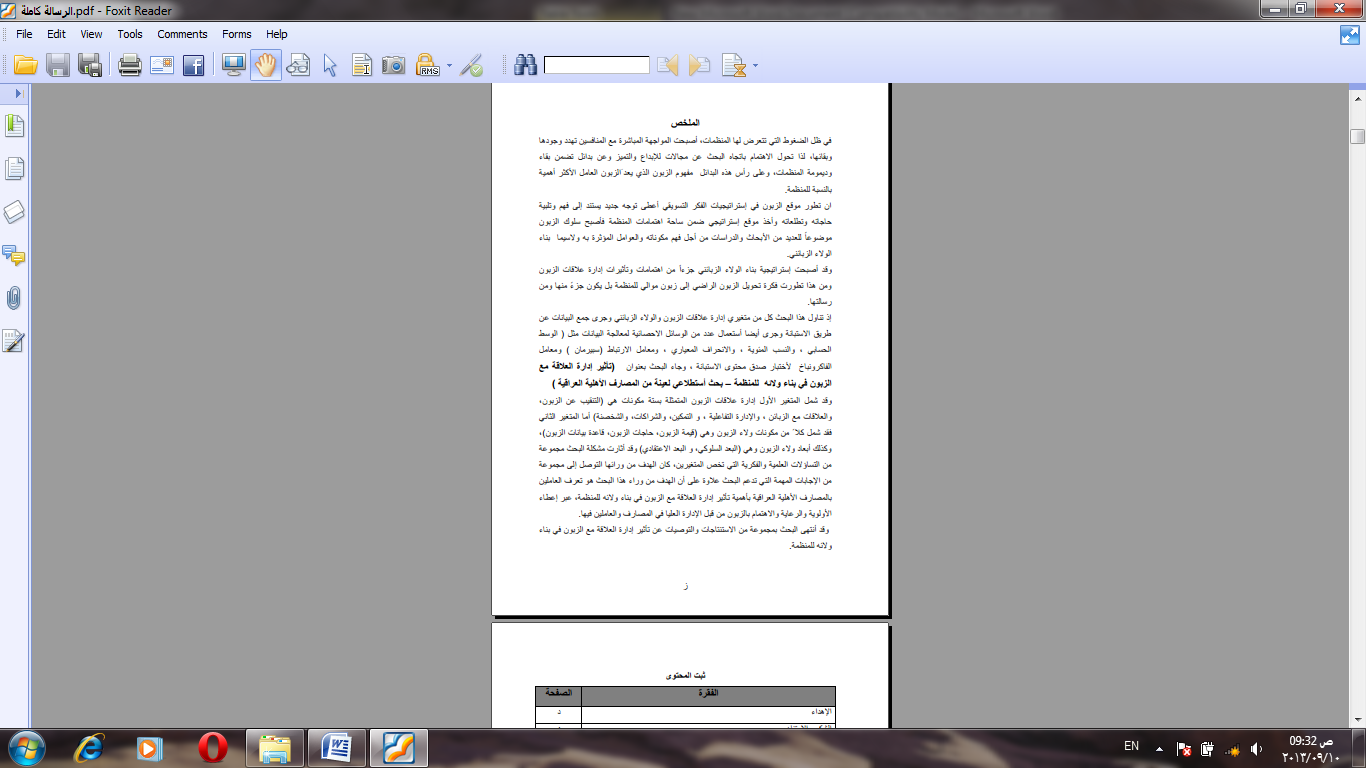 الرسالة كاملة.pdf - Foxit Reader
File Edit View Tools Comments Forms Help
RMS
الملخص
في ظل الضغوط التي تتعرض لها المنظمات، أصبحت المواجهة المباشرة مع المنافسين تهدد وجودها
وبقائها، لذا تحول الاهتمام باتجاه البحث عن مجالات للإبداع والتميز وعن بدائل تضمن بقاء
وديمومة المنظمات، وعلى رأس هذه البدائل مفهوم الزبون الذي يعد الزبون العامل الأكثر أهمية
بالنسبة للمنظمة.
ان تطور موقع الزبون في إستراتيجيات الفكر التسويقي أعطى توجه جديد يستند إلى فهم وتلبية
حاجاته وتطلعاته وأخذ موقع إستراتيجي ضمن ساحة اهتمامات المنظمة فأصبح سلوك الزبون
موضوعاً للعديد من الأبحاث والدراسات من أجل فهم مكوناته والعوامل المؤثرة به ولاسيما بناء
الولاء الزبائني.
وقد أصبحت إستراتيجية بناء الولاء الزبائني جزءاً من اهتمامات وتأثيرات إدارة علاقات الزبون
ومن هذا تطورت فكرة تحويل الزبون الراضي إلى زبون موالي للمنظمة بل يكون جزءً منها ومن
رسالتها.
إذ تناول هذا البحث كل من متغيري إدارة علاقات الزبون والولاء الزبائني وجرى جمع البيانات عن
طريق الاستبانة وجرى أيضا أستعمال عدد من الوسائل الاحصائية لمعالجة البيانات مثل ( الوسط
الحسابي ، والنسب المئوية ، والانحراف المعياري ، ومعامل الارتباط (سبيرمان ) ومعامل
الفاكرونباخ لأختبار صدق محتوى الاستبانة ، وجاء البحث بعنوان (تأثير إدارة العلاقة مع
الزبون في بناء ولائه للمنظمة – بحث أستطلاعي لعينة من المصارف الأهلية العراقية )
وقد شمل المتغير الأول إدارة علاقات الزبون المتمثلة بستة مكونات هي (التنقيب عن الزبون،
والعلاقات مع الزبائن ، والإدارة التفاعلية ، و التمكين، والشراكات، والشخصنة) أما المتغير الثاني
فقد شمل كلاً من مكونات ولاء الزبون وهي (قيمة الزبون، حاجات الزبون، قاعدة بيانات الزبون)،
وكذلك أبعاد ولاء الزبون وهي (البعد السلوكي، و البعد الاعتقادي) وقد أثارت مشكلة البحث مجموعة
من التساؤلات العلمية والفكرية التي تخص المتغيرين، كان الهدف من ورائها التوصل إلى مجموعة
من الإجابات المهمة التي تدعم البحث علاوة على أن الهدف من وراء هذا البحث هو تعرف العاملين
بالمصارف الأهلية العراقية بأهمية تأثير إدارة العلاقة مع الزبون في بناء ولائه للمنظمة، عبر إعطاء
الأولوية والرعاية والاهتمام بالزبون من قبل الإدارة العليا في المصارف والعاملين فيها.
وقد أنتهى البحث بمجموعة من الاستنتاجات والتوصيات عن تأثير إدارة العلاقة مع الزبون في بناء
ولائه للمنظمة.
ز
ثبت المحتوى
الفقرة الصفحة
الإهداء د
EN
09:32 ص
٢٠١٣/٠٩/١٠